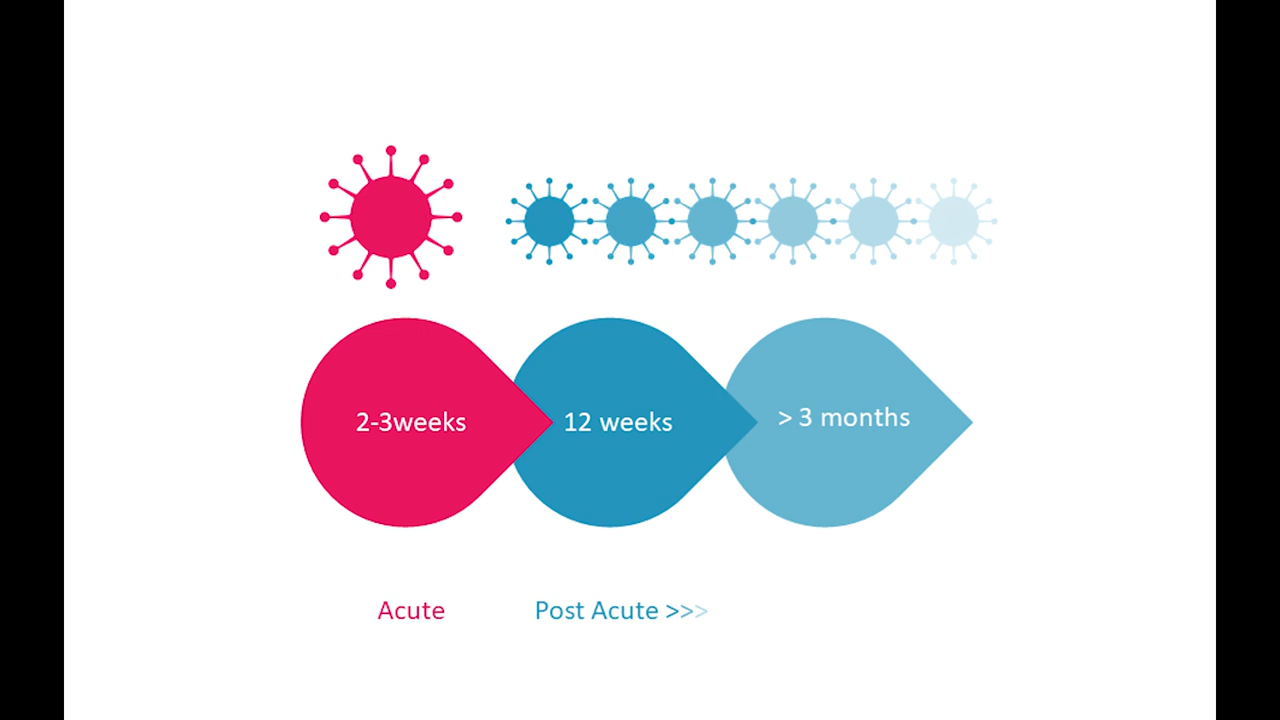 2-3weeks
12 weeks
> 3 months
Acute
Post Acute >>>